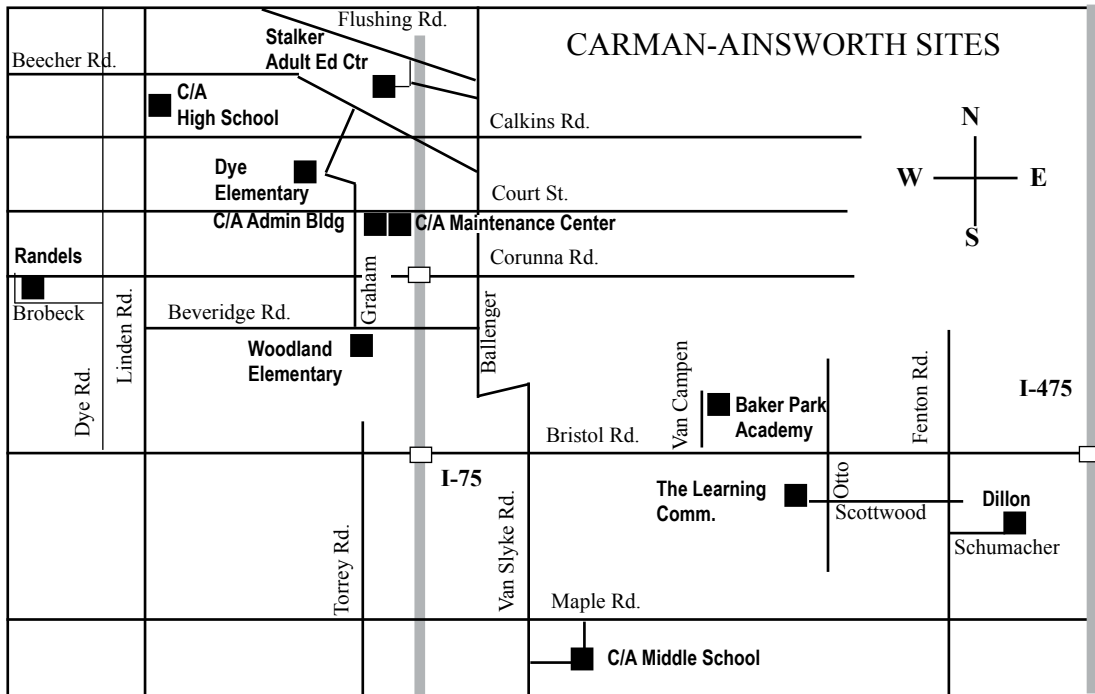 Flushing Rd.
CARMAN-AINSWORTH SITES
Stalker
Adult Ed Ctr
Beecher Rd.
C/A
High School
Calkins Rd.
N
W
E
S
Dye
Elementary
Court St.
C/A Admin Bldg
C/A Maintenance Center
Randels
Corunna Rd.
Brobeck
Beveridge Rd.
Graham
Linden Rd.
Dye Rd.
Woodland
Elementary
Ballenger
Van Campen
Baker Park
Academy
Fenton Rd.
I-475
Bristol Rd.
I-75
The Learning
Comm.
Otto
Scottwood
Dillon
Schumacher
Torrey Rd.
Van Slyke Rd.
Maple Rd.
C/A Middle School